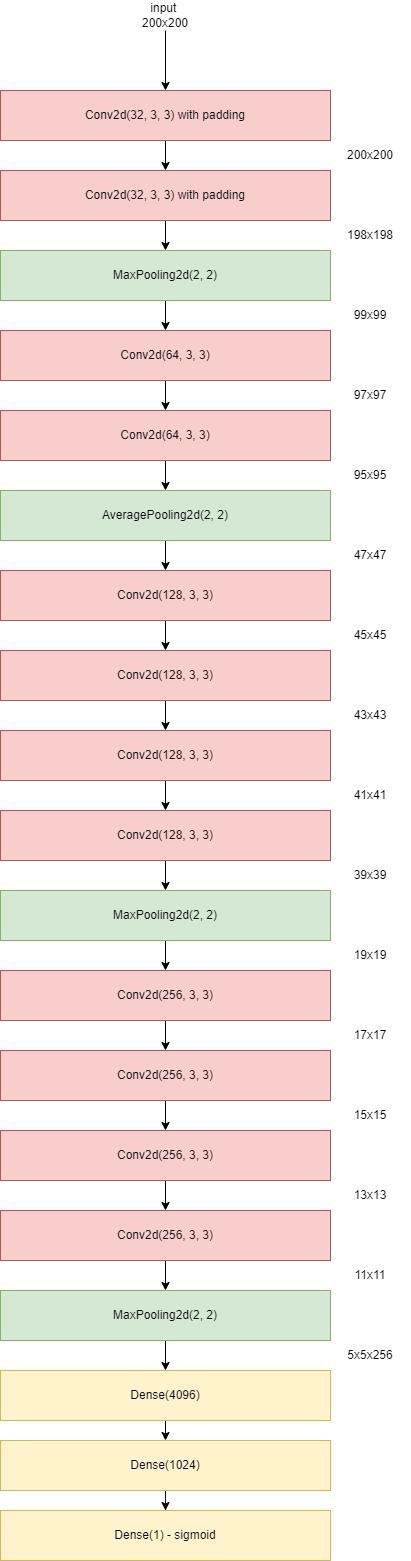 input
200x200
Conv2d(32, 3, 3) with padding
200x200
Conv2d(32, 3, 3) with padding
198x198
MaxPooling2d(2, 2)
99x99
Conv2d(64, 3, 3)
97x97
Conv2d(64, 3, 3)
95x95
AveragePooling2d(2, 2)
47x47
Conv2d(128, 3, 3)
45x45
Conv2d(128, 3, 3)
43x43
Conv2d(128, 3, 3)
41x41
Conv2d(128, 3, 3)
39x39
MaxPooling2d(2, 2)
19x19
Conv2d(256, 3, 3)
17x17
Conv2d(256, 3, 3)
15x15
Conv2d(256, 3, 3)
13x13
Conv2d(256, 3, 3)
11x11
MaxPooling2d(2, 2)
5x5x256
Dense(4096)
Dense(1024)
Dense(1) - sigmoid